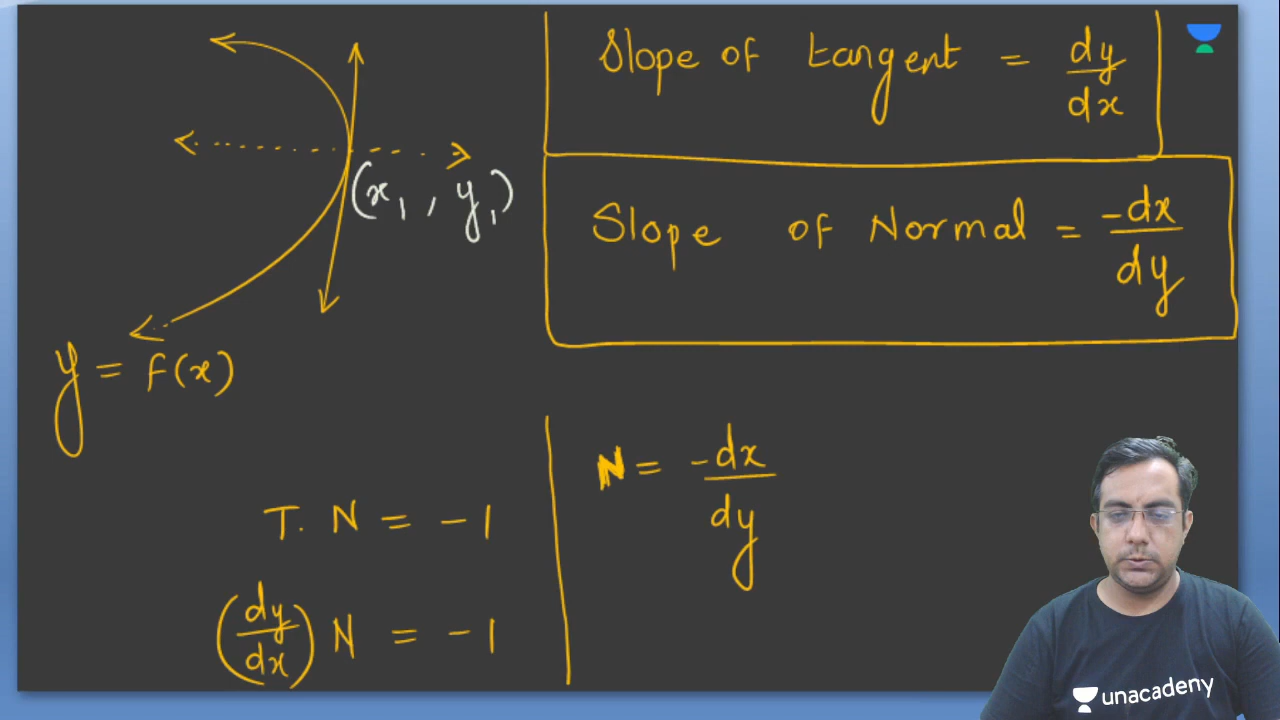 Slope of tangent = dy/dx
(x₁, y₁)
Slope of Normal = -dx/dy
y = f(x)
T. N = -1
(dy/dx) N = -1
N = -dx/dy
unacademy